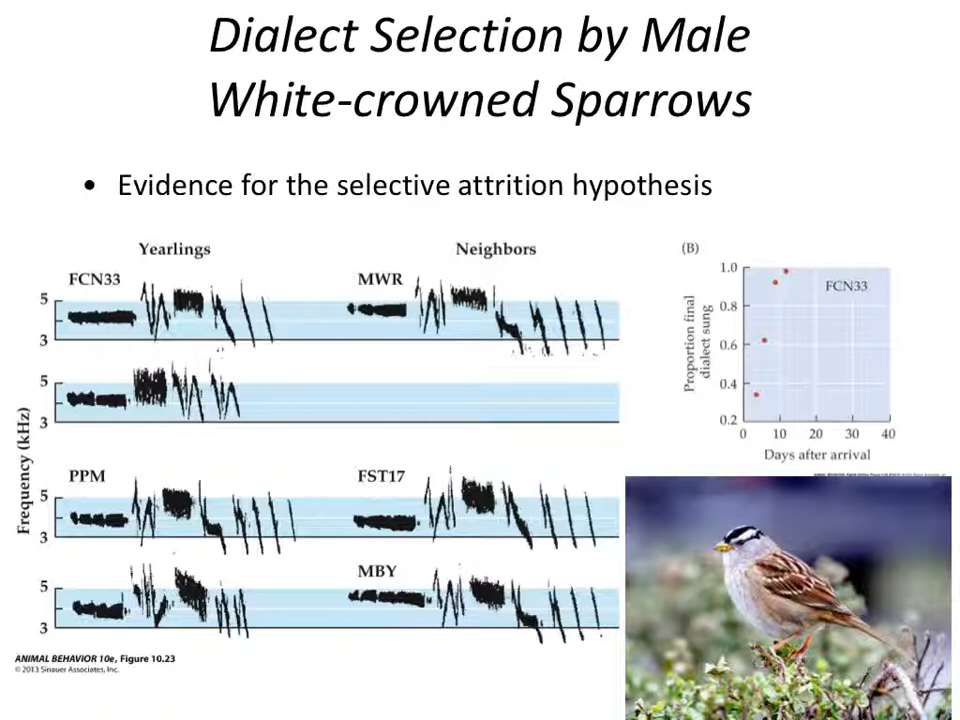 Dialect Selection by Male
White-crowned Sparrows
• Evidence for the selective attrition hypothesis
Yearlings
Neighbors
FCN33
MWR
5
3
5
3
PPM
FST17
5
3
MBY
5
3
Frequency (kHz)
(B)
FCN33
1.0
0.8
0.6
0.4
0.2
Proportion final
dialect sung
0 10 20 30 40
Days after arrival
ANIMAL BEHAVIOR 10e, Figure 10.23
© 2013 Sinauer Associates, Inc.